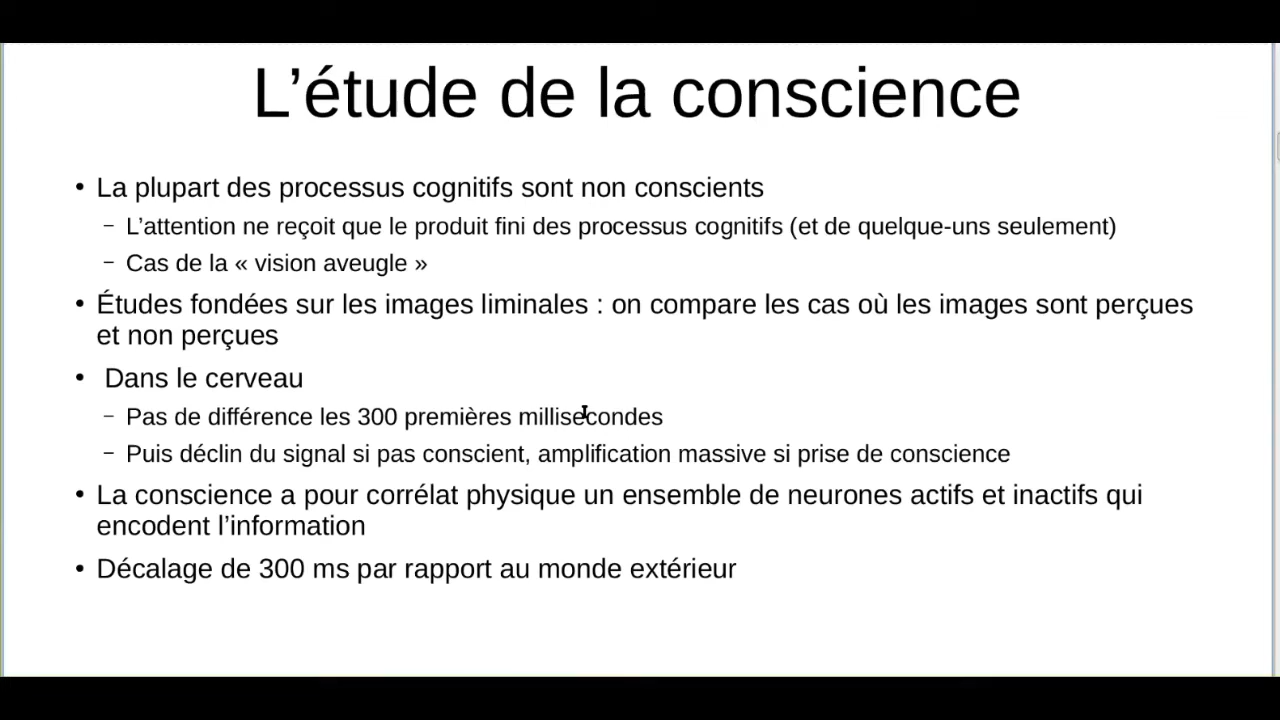 L’étude de la conscience
• La plupart des processus cognitifs sont non conscients
– L’attention ne reçoit que le produit fini des processus cognitifs (et de quelque-uns seulement)
– Cas de la « vision aveugle »
• Études fondées sur les images liminales : on compare les cas où les images sont perçues
et non perçues
• Dans le cerveau
– Pas de différence les 300 premières millisecondes
– Puis déclin du signal si pas conscient, amplification massive si prise de conscience
• La conscience a pour corrélat physique un ensemble de neurones actifs et inactifs qui
encodent l’information
• Décalage de 300 ms par rapport au monde extérieur